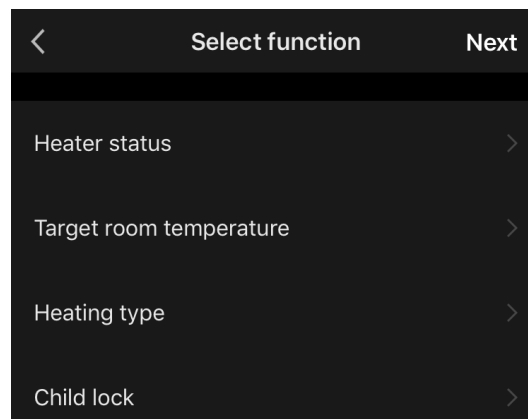 Select function
Next
Heater status
Target room temperature
Heating type
Child lock